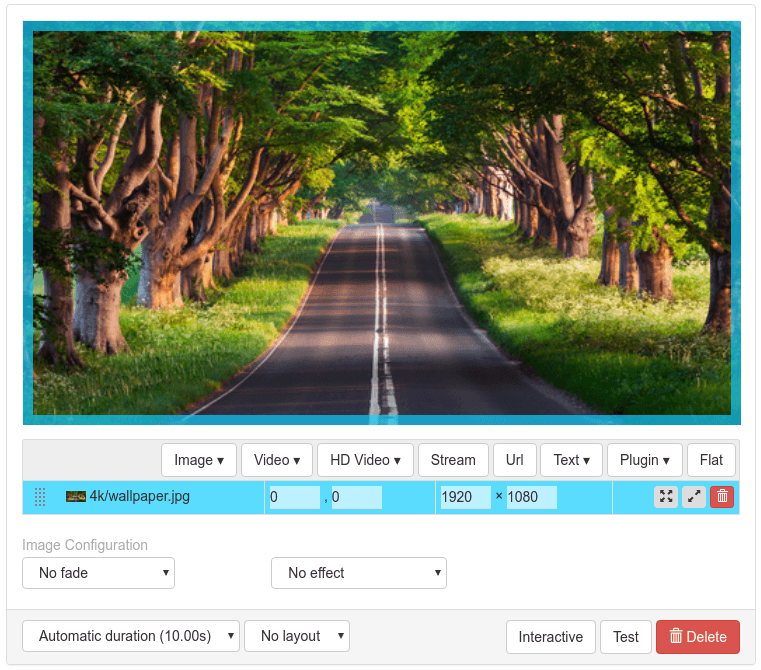 Image ▾ Video ▾ HD Video ▾ Stream Url Text ▾ Plugin ▾ Flat
4k/wallpaper.jpg 0 , 0 1920 × 1080
Image Configuration
No fade No effect
Automatic duration (10.00s) No layout Interactive Test Delete